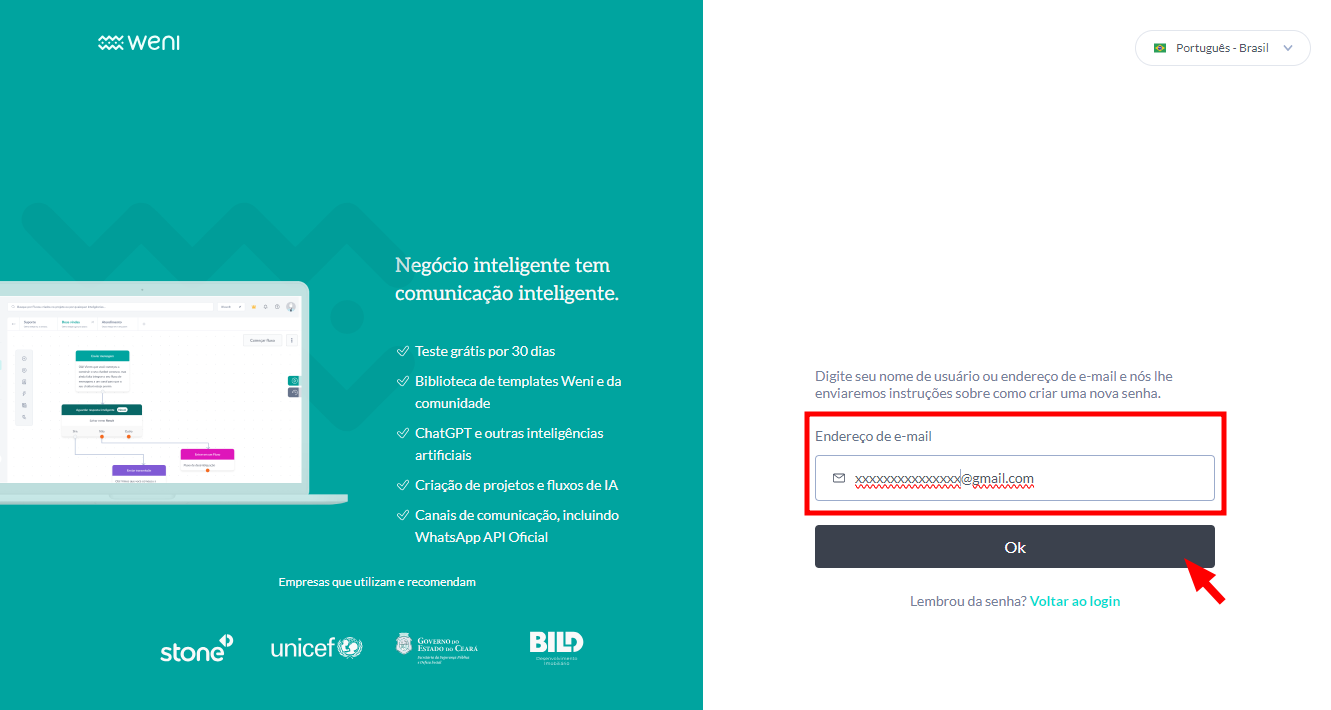 weni
Português - Brasil
Negócio inteligente tem
comunicação inteligente.
Teste grátis por 30 dias
Biblioteca de templates Weni e da
comunidade
ChatGPT e outras inteligências
artificiais
Criação de projetos e fluxos de IA
Canais de comunicação, incluindo
WhatsApp API Oficial
Empresas que utilizam e recomendam
stone
unicef
GOVERNO DO
ESTADO DO CEARÁ
BILD
Desenvolvimento
Imobiliário
Digite seu nome de usuário ou endereço de e-mail e nós lhe
enviaremos instruções sobre como criar uma nova senha.
Endereço de e-mail
xxxxxxxxxxxxxxxx@gmail.com
Ok
Lembrou da senha? Voltar ao login